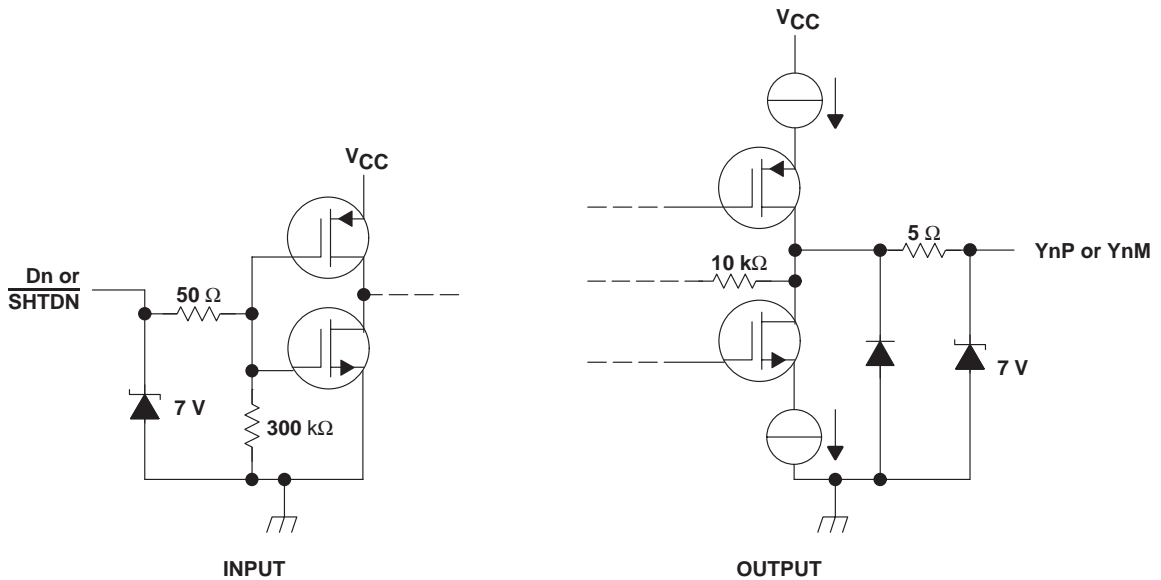 VCC
Dn or
SHTDN
50 Ω
7 V
300 kΩ
INPUT
VCC
5 Ω
YnP or YnM
10 kΩ
7 V
OUTPUT